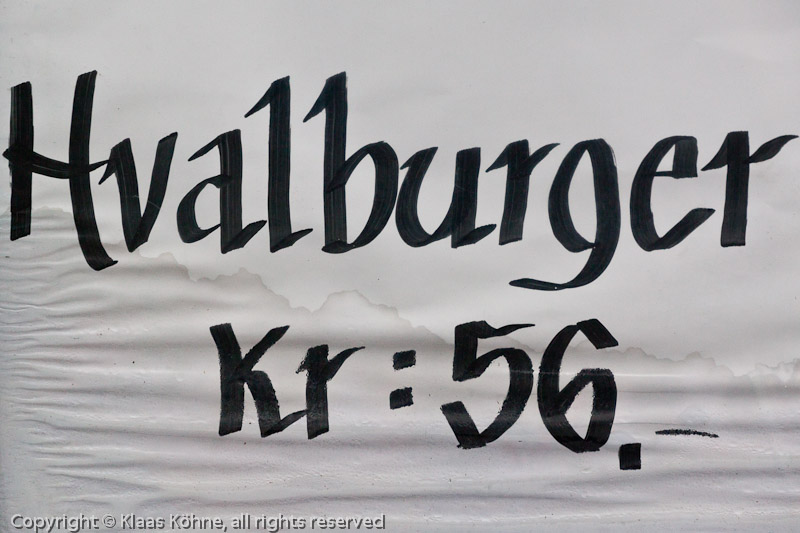 Hvalburger
Kr: 56.-
Copyright © Klaas Köhne, all rights reserved